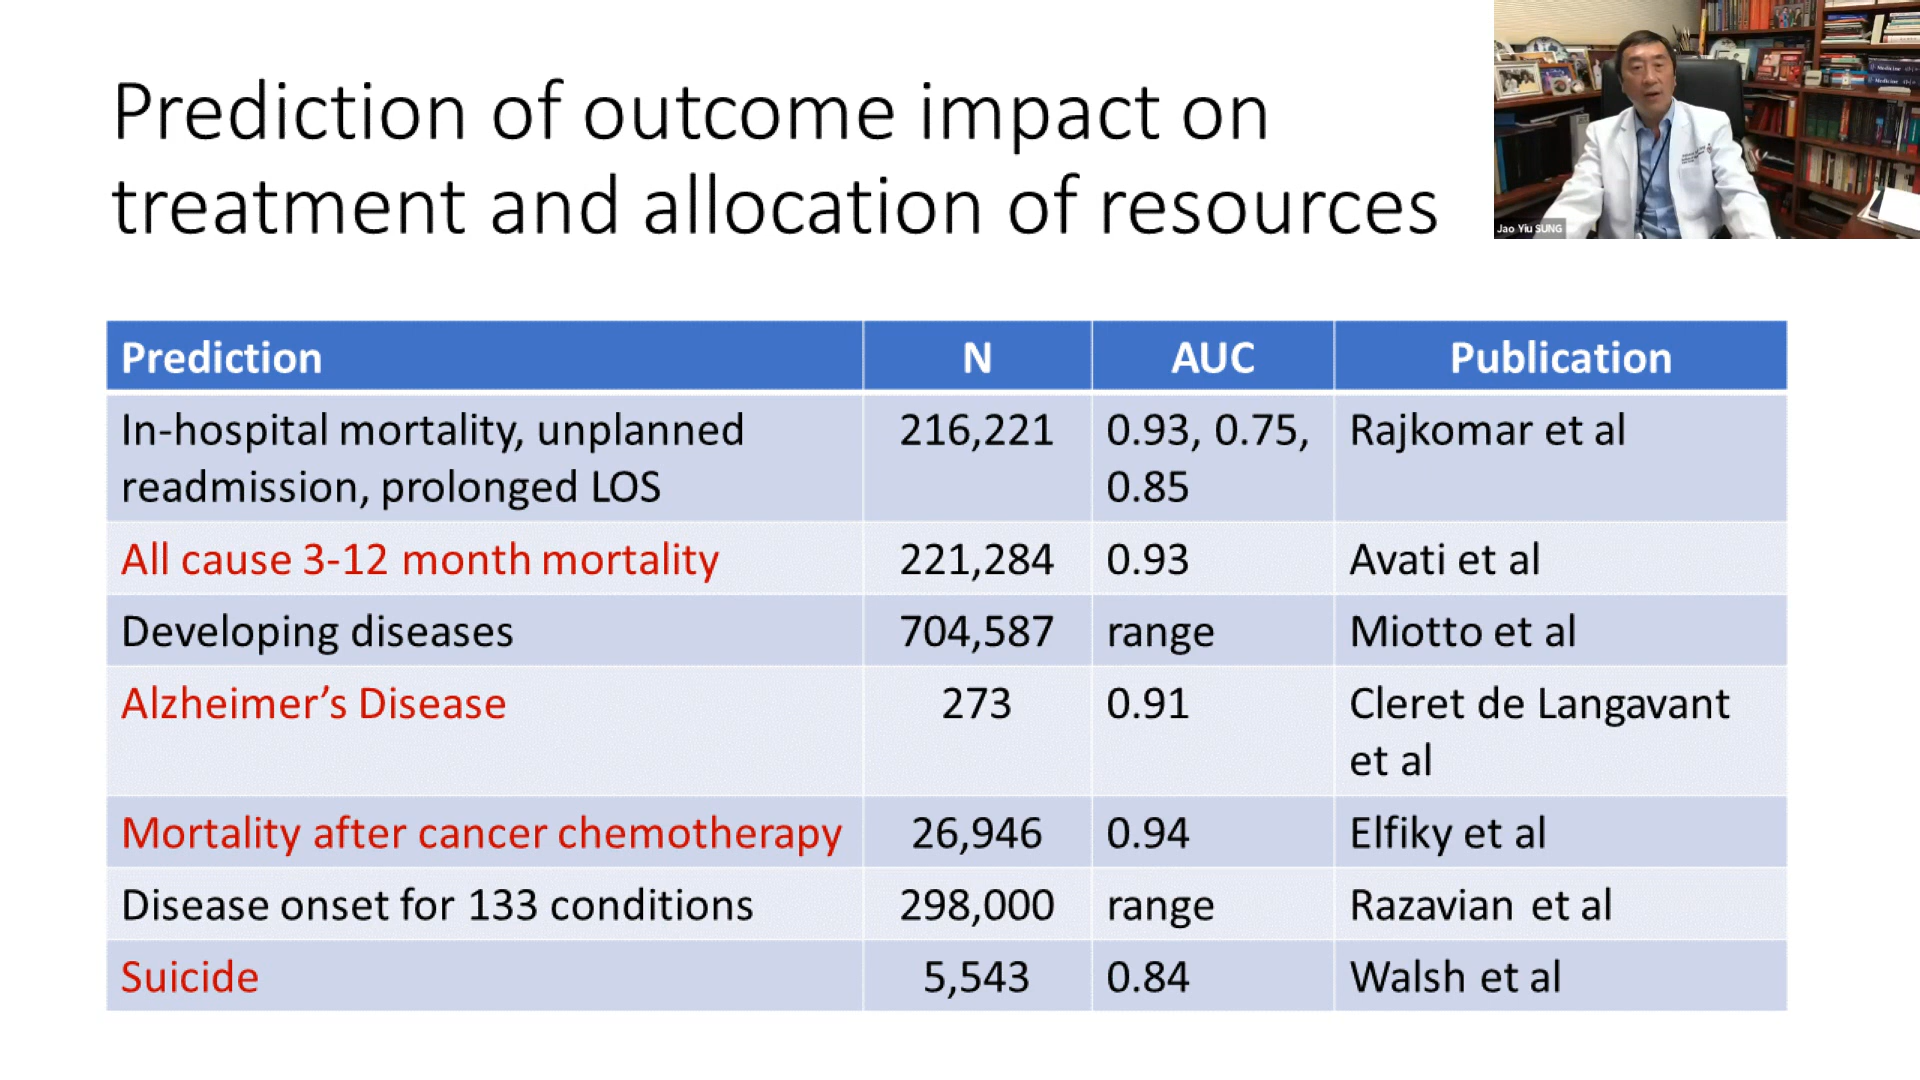 Prediction of outcome impact on
treatment and allocation of resources
Jao Yiu SUNG
Prediction N AUC Publication
In-hospital mortality, unplanned 216,221 0.93, 0.75, Rajkomar et al
readmission, prolonged LOS 0.85
All cause 3-12 month mortality 221,284 0.93 Avati et al
Developing diseases 704,587 range Miotto et al
Alzheimer’s Disease 273 0.91 Cleret de Langavant
et al
Mortality after cancer chemotherapy 26,946 0.94 Elfiky et al
Disease onset for 133 conditions 298,000 range Razavian et al
Suicide 5,543 0.84 Walsh et al